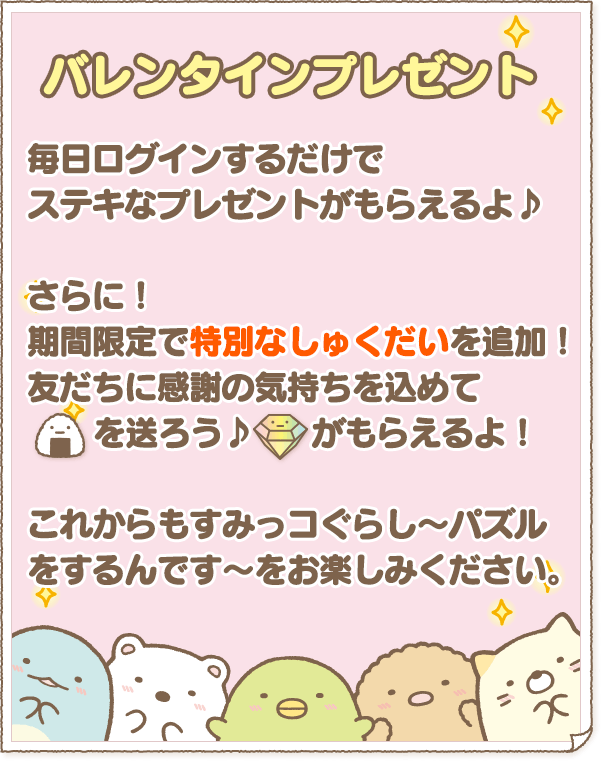 バレンタインプレゼント
毎日ログインするだけで
ステキなプレゼントがもらえるよ♪
さらに！
期間限定で特別なしゅくだいを追加！
友だちに感謝の気持ちを込めて
を送ろう♪がもらえるよ！
これからもすみっコぐらし〜パズル
をするんです〜をお楽しみください。